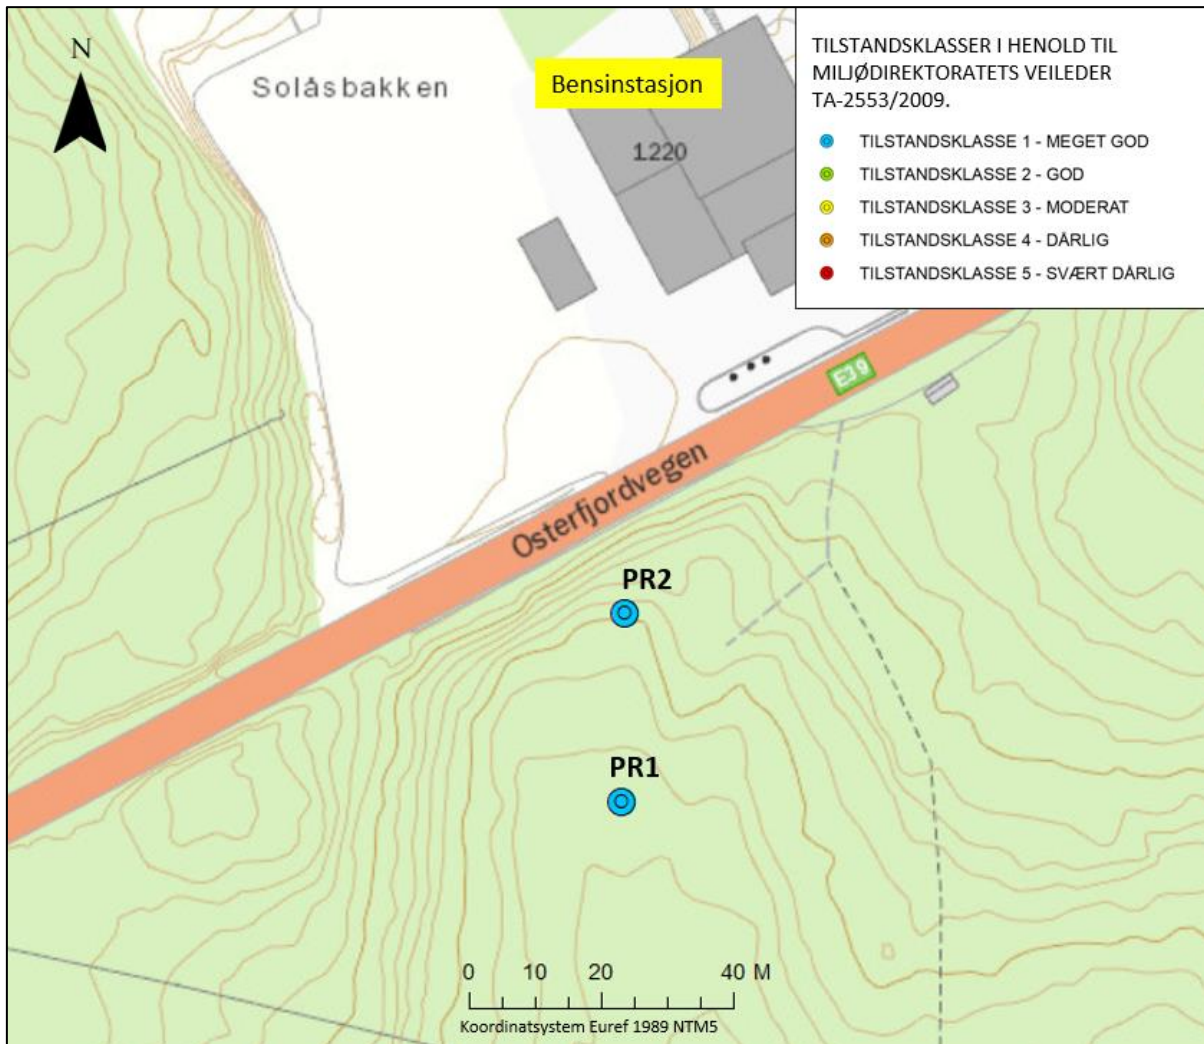 N
Solåsbakken
Bensinstasjon
1220
TILSTANDSKLASSER I HENOLD TIL
MILJØDIREKTORATETS VEILEDER
TA-2553/2009.
TILSTANDSKLASSE 1 - MEGET GOD
TILSTANDSKLASSE 2 - GOD
TILSTANDSKLASSE 3 - MODERAT
TILSTANDSKLASSE 4 - DÅRLIG
TILSTANDSKLASSE 5 - SVÆRT DÅRLIG
E39
Osterfjordvegen
PR2
PR1
0 10 20 40 M
Koordinatsystem Euref 1989 NTM5